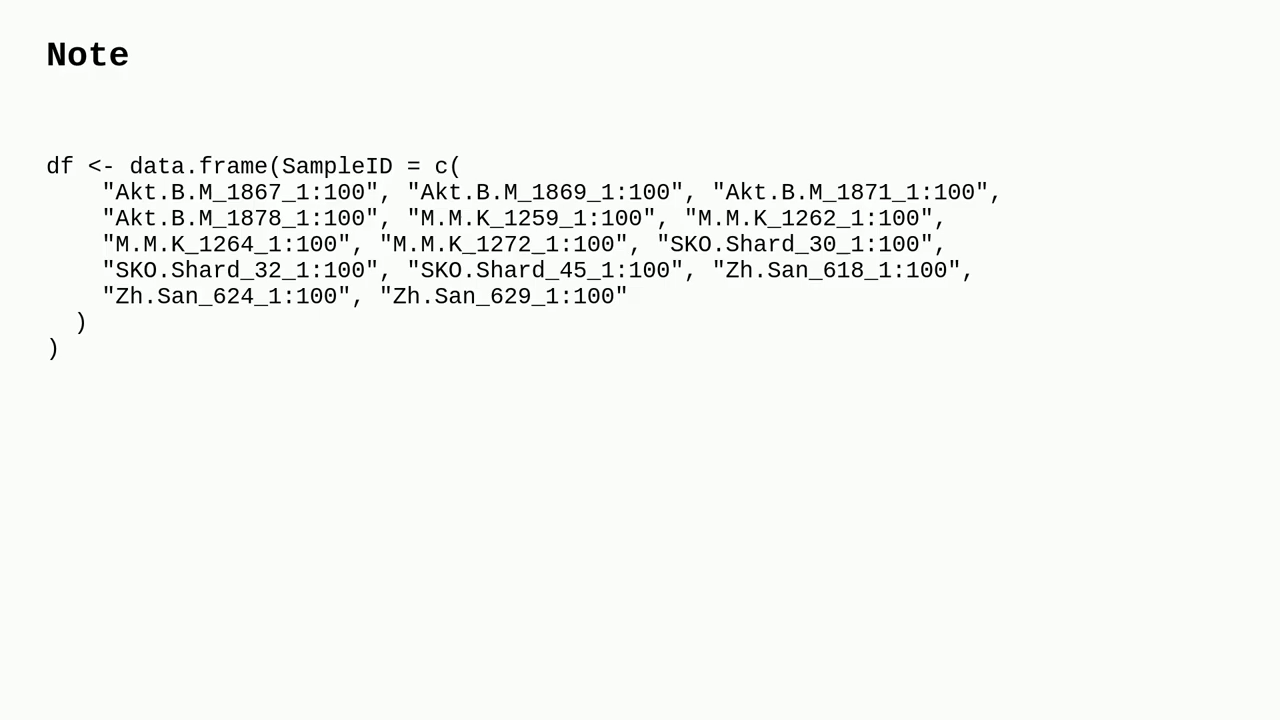 Note
df <- data.frame(SampleID = c(
    "Akt.B.M_1867_1:100", "Akt.B.M_1869_1:100", "Akt.B.M_1871_1:100",
    "Akt.B.M_1878_1:100", "M.M.K_1259_1:100", "M.M.K_1262_1:100",
    "M.M.K_1264_1:100", "M.M.K_1272_1:100", "SKO.Shard_30_1:100",
    "SKO.Shard_32_1:100", "SKO.Shard_45_1:100", "Zh.San_618_1:100",
    "Zh.San_624_1:100", "Zh.San_629_1:100"
  )
)